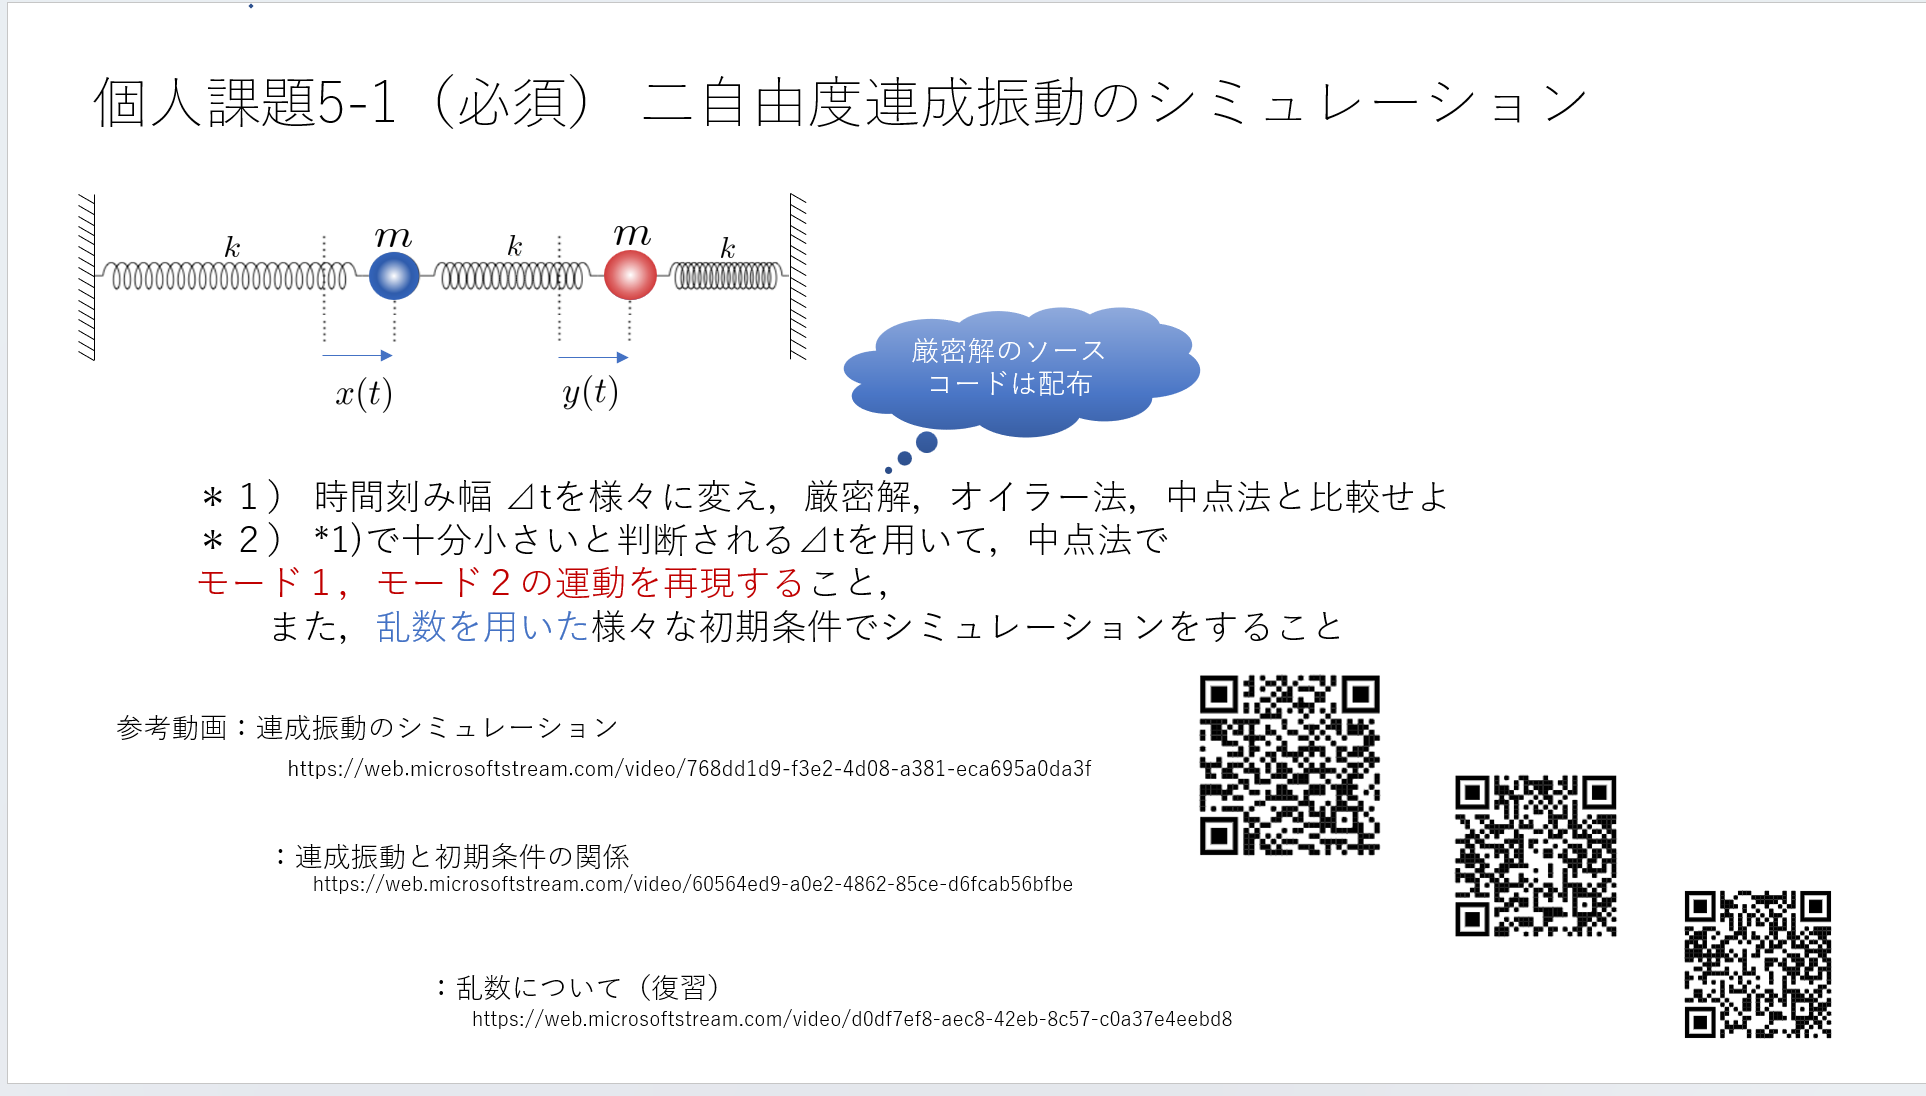 個人課題5-1（必須） 二自由度連成振動のシミュレーション
k
m
k
m
k
x(t)
y(t)
厳密解のソース
コードは配布
＊１） 時間刻み幅 ⊿tを様々に変え，厳密解，オイラー法，中点法と比較せよ
＊２） *1)で十分小さいと判断される⊿tを用いて，中点法で
モード１，モード２の運動を再現すること，
また，乱数を用いた様々な初期条件でシミュレーションをすること
参考動画：連成振動のシミュレーション
https://web.microsoftstream.com/video/768dd1d9-f3e2-4d08-a381-eca695a0da3f
：連成振動と初期条件の関係
https://web.microsoftstream.com/video/60564ed9-a0e2-4862-85ce-d6fcab56bfbe
：乱数について（復習）
https://web.microsoftstream.com/video/d0df7ef8-aec8-42eb-8c57-c0a37e4eebd8